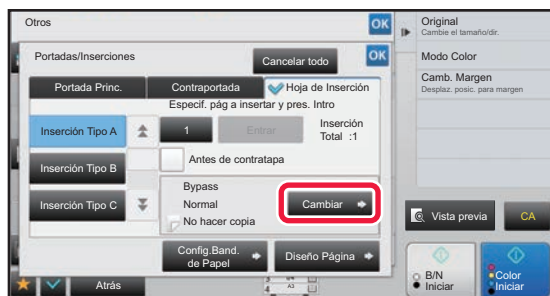 Otros
OK
Portadas/Inserciones
Cancelar todo
OK
Portada Princ.
Contraportada
Hoja de Inserción
Especif. pág a insertar y pres. Intro
Inserción Tipo A
1
Entrar
Inserción
Total :1
Inserción Tipo B
Antes de contratapa
Inserción Tipo C
Bypass
Normal
No hacer copia
Cambiar
Config.Band.
de Papel
Diseño Página
Atrás
4
A3
Original
Cambie el tamaño/dir.
Modo Color
Camb. Margen
Desplaz. posic. para margen
Vista previa
CA
B/N
Iniciar
Color
Iniciar